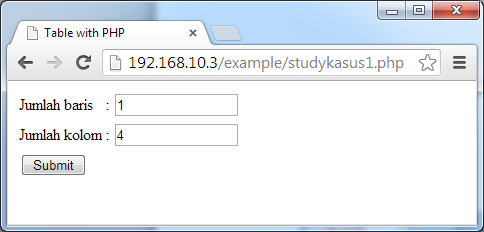 Table with PHP
192.168.10.3/example/studykasus1.php
Jumlah baris : 1
Jumlah kolom : 4
Submit